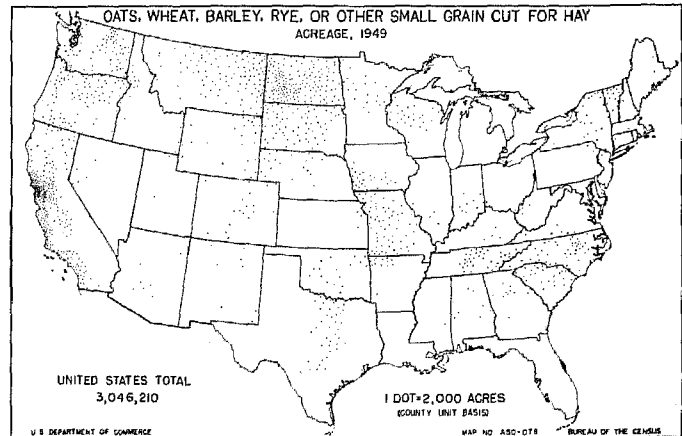 OATS, WHEAT, BARLEY, RYE, OR OTHER SMALL GRAIN CUT FOR HAY
ACREAGE, 1949
UNITED STATES TOTAL
3,046,210
1 DOT=2,000 ACRES
(COUNTY UNIT BASIS)
U S DEPARTMENT OF COMMERCE
MAP NO A50-078
BUREAU OF THE CENSUS